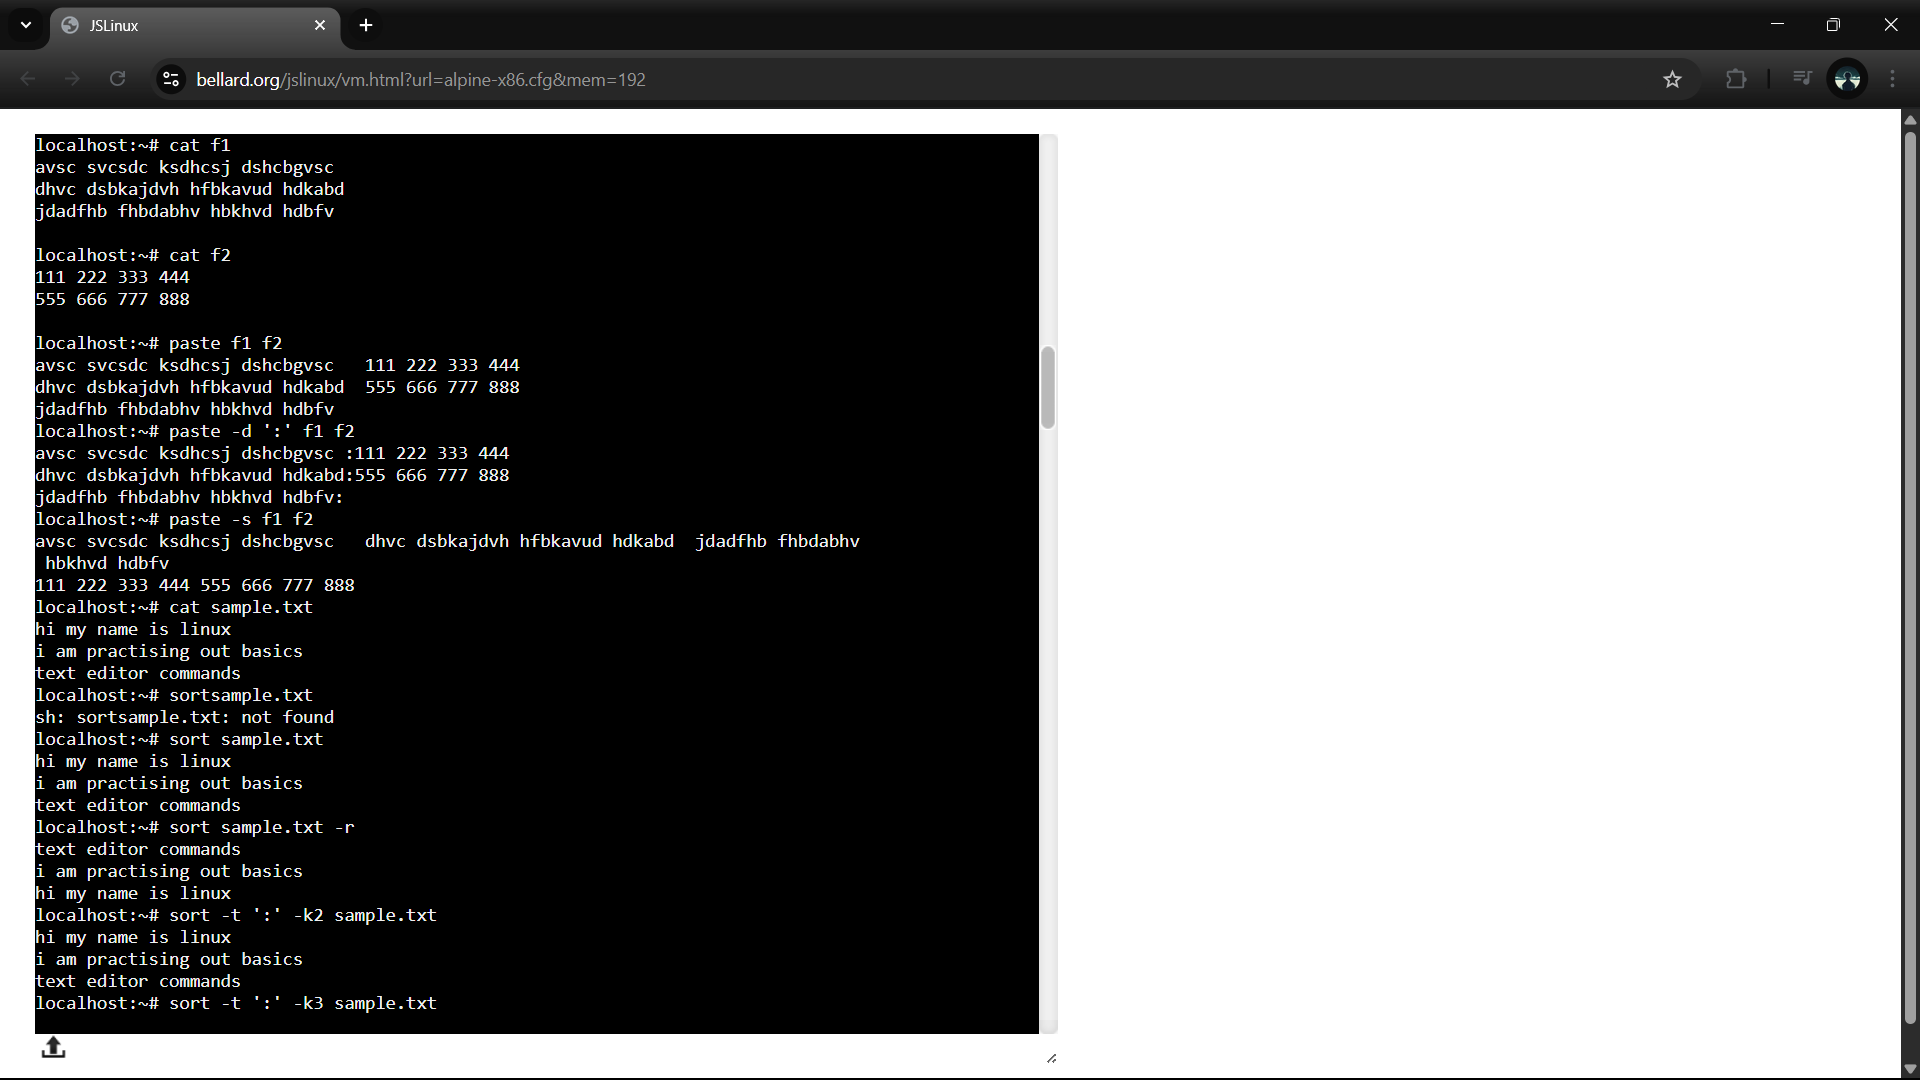 JSLinux
bellard.org/jslinux/vm.html?url=alpine-x86.cfg&mem=192
localhost:~# cat f1
avsc svcsdc ksdhcsj dshcbgvsc
dhvc dsbkajdvh hfbkavud hdkabd
jdadfhb fhbdabhv hbkhvd hdbfv
localhost:~# cat f2
111 222 333 444
555 666 777 888
localhost:~# paste f1 f2
avsc svcsdc ksdhcsj dshcbgvsc   111 222 333 444
dhvc dsbkajdvh hfbkavud hdkabd  555 666 777 888
jdadfhb fhbdabhv hbkhvd hdbfv
localhost:~# paste -d ':' f1 f2
avsc svcsdc ksdhcsj dshcbgvsc :111 222 333 444
dhvc dsbkajdvh hfbkavud hdkabd:555 666 777 888
jdadfhb fhbdabhv hbkhvd hdbfv:
localhost:~# paste -s f1 f2
avsc svcsdc ksdhcsj dshcbgvsc   dhvc dsbkajdvh hfbkavud hdkabd  jdadfhb fhbdabhv
 hbkhvd hdbfv
111 222 333 444 555 666 777 888
localhost:~# cat sample.txt
hi my name is linux
i am practising out basics
text editor commands
localhost:~# sortsample.txt
sh: sortsample.txt: not found
localhost:~# sort sample.txt
hi my name is linux
i am practising out basics
text editor commands
localhost:~# sort sample.txt -r
text editor commands
i am practising out basics
hi my name is linux
localhost:~# sort -t ':' -k2 sample.txt
hi my name is linux
i am practising out basics
text editor commands
localhost:~# sort -t ':' -k3 sample.txt